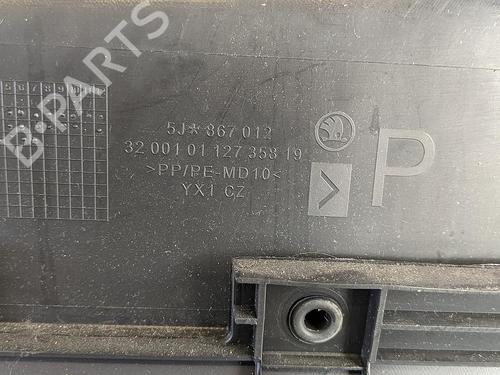 B-PARTS
5J* 867 012
32 001 01 127 358 19
>PP/PE-MD10<
YX1 CZ
P